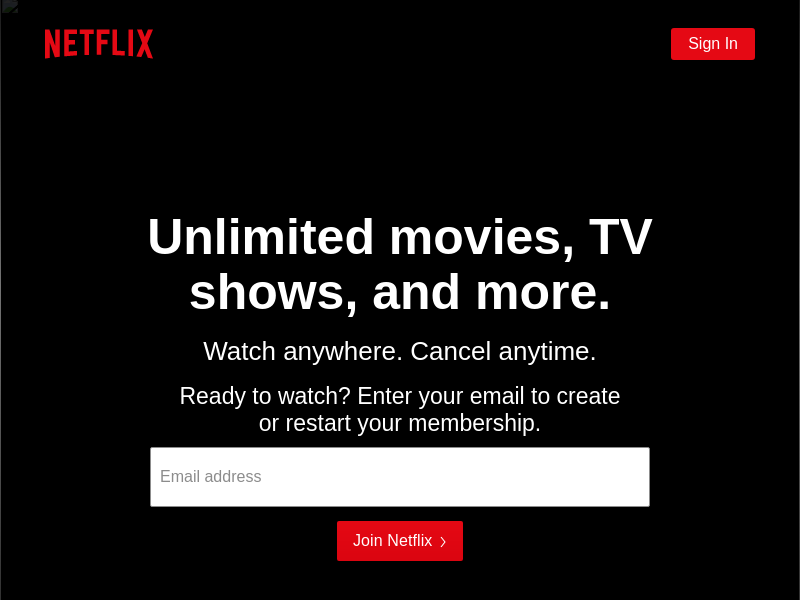 NETFLIX
Sign In
Unlimited movies, TV
shows, and more.
Watch anywhere. Cancel anytime.
Ready to watch? Enter your email to create
or restart your membership.
Email address
Join Netflix